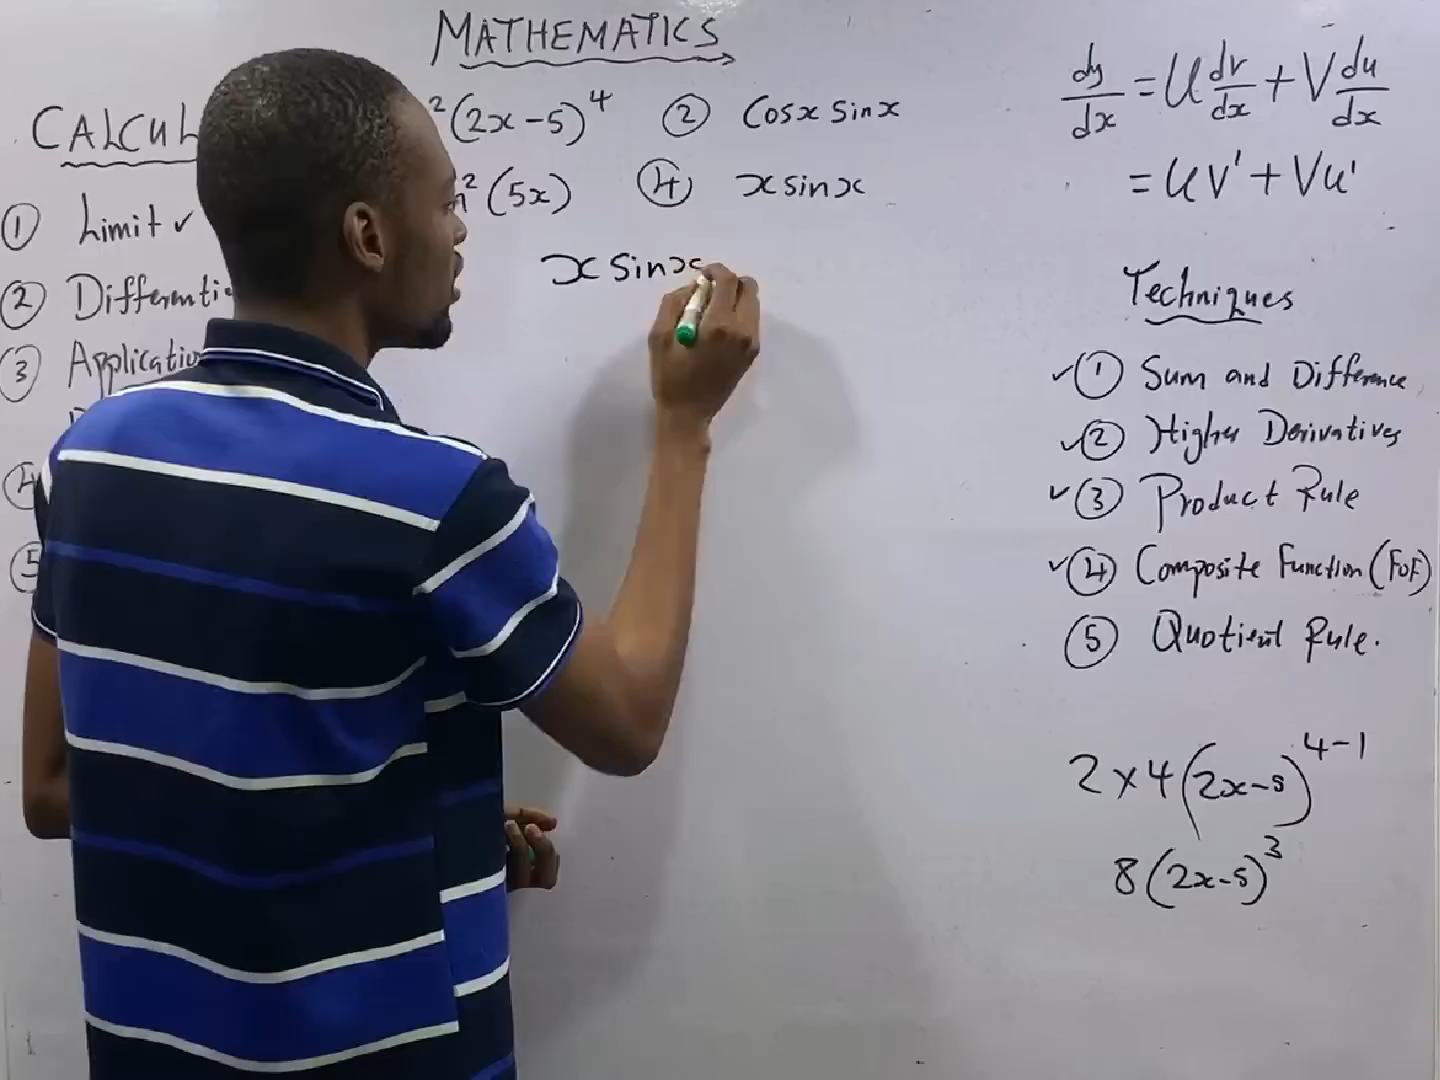 MATHEMATICS
CALCUL
① Limit ✓
② Differenti
③ Applicatio
④
⑤
²(2x-5)⁴ ② Cosx Sinx
² (5x) ④ x sinx
x Sinx
dy/dx = U dv/dx + V du/dx
= UV' + Vu'
Techniques
✓① Sum and Difference
✓② Higher Derivatives
✓③ Product Rule
✓④ Composite Function (FOF)
⑤ Quotient Rule.
2 x 4 (2x-5)⁴⁻¹
8 (2x-5)³